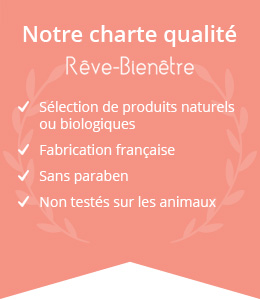 Notre charte qualité
Rêve-Bienêtre
Sélection de produits naturels
ou biologiques
Fabrication française
Sans paraben
Non testés sur les animaux